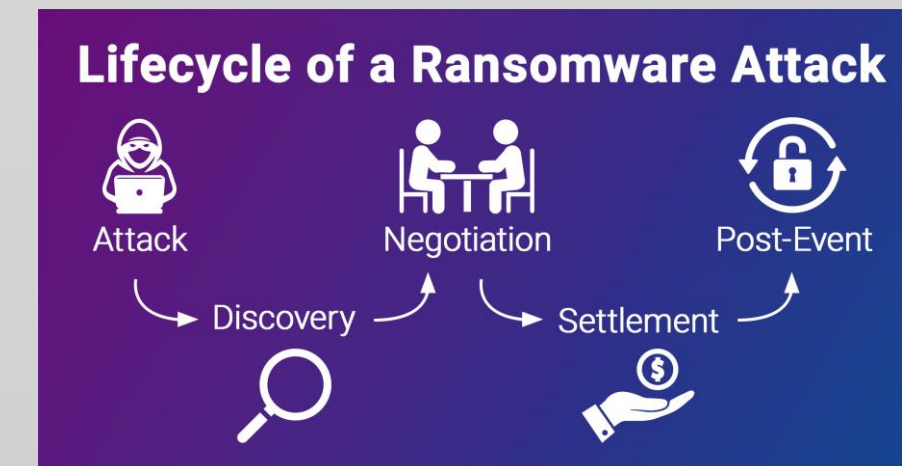 Lifecycle of a Ransomware Attack
Attack
Discovery
Negotiation
Settlement
$
Post-Event